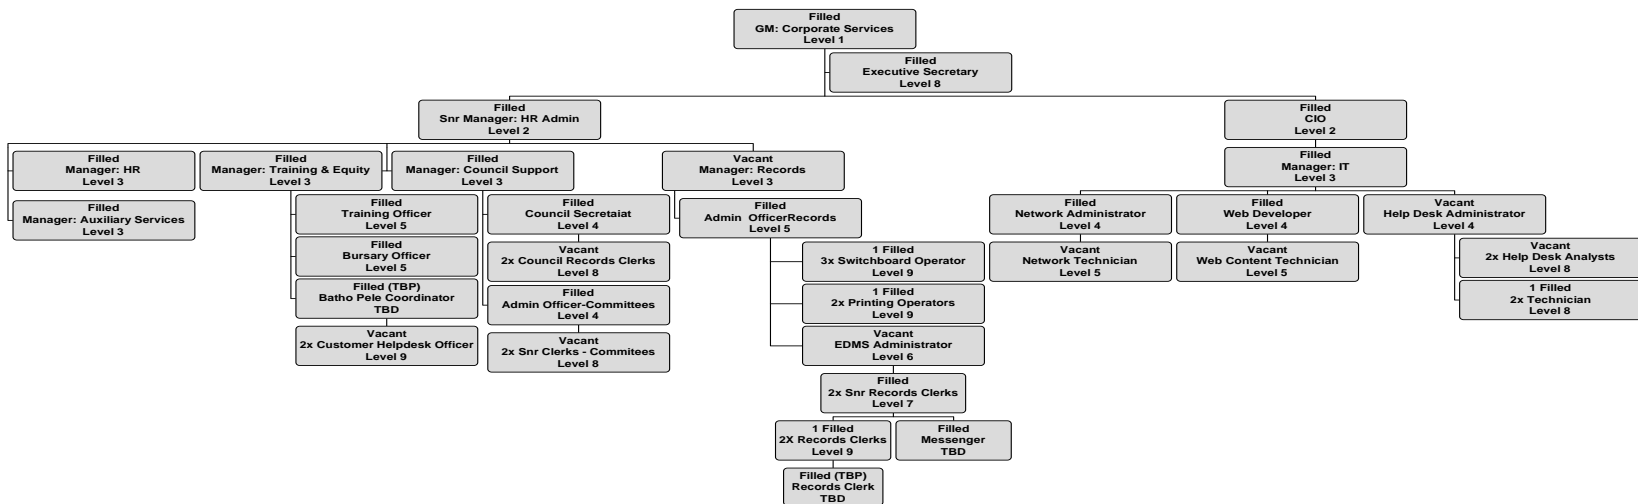 Filled
GM: Corporate Services
Level 1
Filled
Executive Secretary
Level 8
Filled
Snr Manager: HR Admin
Level 2
Filled
CIO
Level 2
Filled
Manager: HR
Level 3
Filled
Manager: Training & Equity
Level 3
Filled
Manager: Council Support
Level 3
Vacant
Manager: Records
Level 3
Filled
Manager: IT
Level 3
Filled
Manager: Auxiliary Services
Level 3
Filled
Training Officer
Level 5
Filled
Council Secretaiat
Level 4
Filled
Admin OfficerRecords
Level 5
Filled
Network Administrator
Level 4
Filled
Web Developer
Level 4
Vacant
Help Desk Administrator
Level 4
Filled
Bursary Officer
Level 5
Vacant
2x Council Records Clerks
Level 8
1 Filled
3x Switchboard Operator
Level 9
Vacant
Network Technician
Level 5
Vacant
Web Content Technician
Level 5
Vacant
2x Help Desk Analysts
Level 8
Filled (TBP)
Batho Pele Coordinator
TBD
Filled
Admin Officer-Committees
Level 4
1 Filled
2x Printing Operators
Level 9
1 Filled
2x Technician
Level 8
Vacant
2x Customer Helpdesk Officer
Level 9
Vacant
2x Snr Clerks - Commitees
Level 8
Vacant
EDMS Administrator
Level 6
Filled
2x Snr Records Clerks
Level 7
1 Filled
2X Records Clerks
Level 9
Filled
Messenger
TBD
Filled (TBP)
Records Clerk
TBD